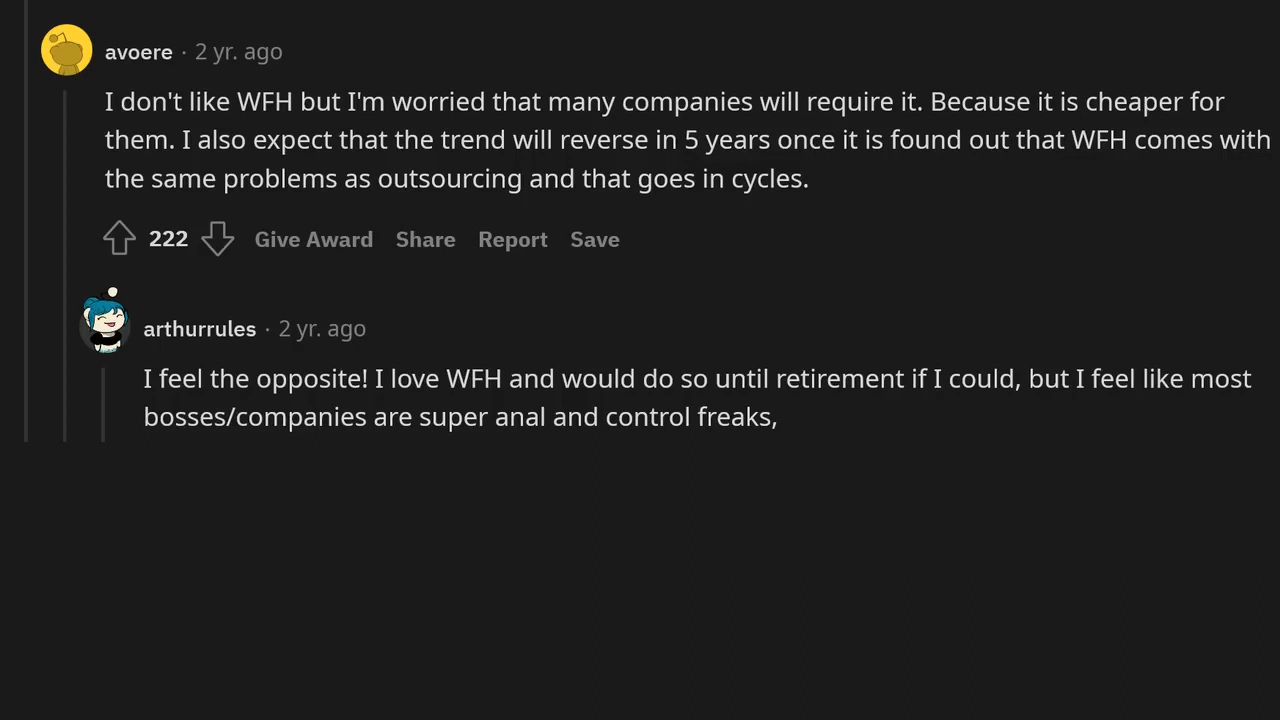 avoere · 2 yr. ago
I don't like WFH but I'm worried that many companies will require it. Because it is cheaper for
them. I also expect that the trend will reverse in 5 years once it is found out that WFH comes with
the same problems as outsourcing and that goes in cycles.
222 Give Award Share Report Save
arthurrules · 2 yr. ago
I feel the opposite! I love WFH and would do so until retirement if I could, but I feel like most
bosses/companies are super anal and control freaks,